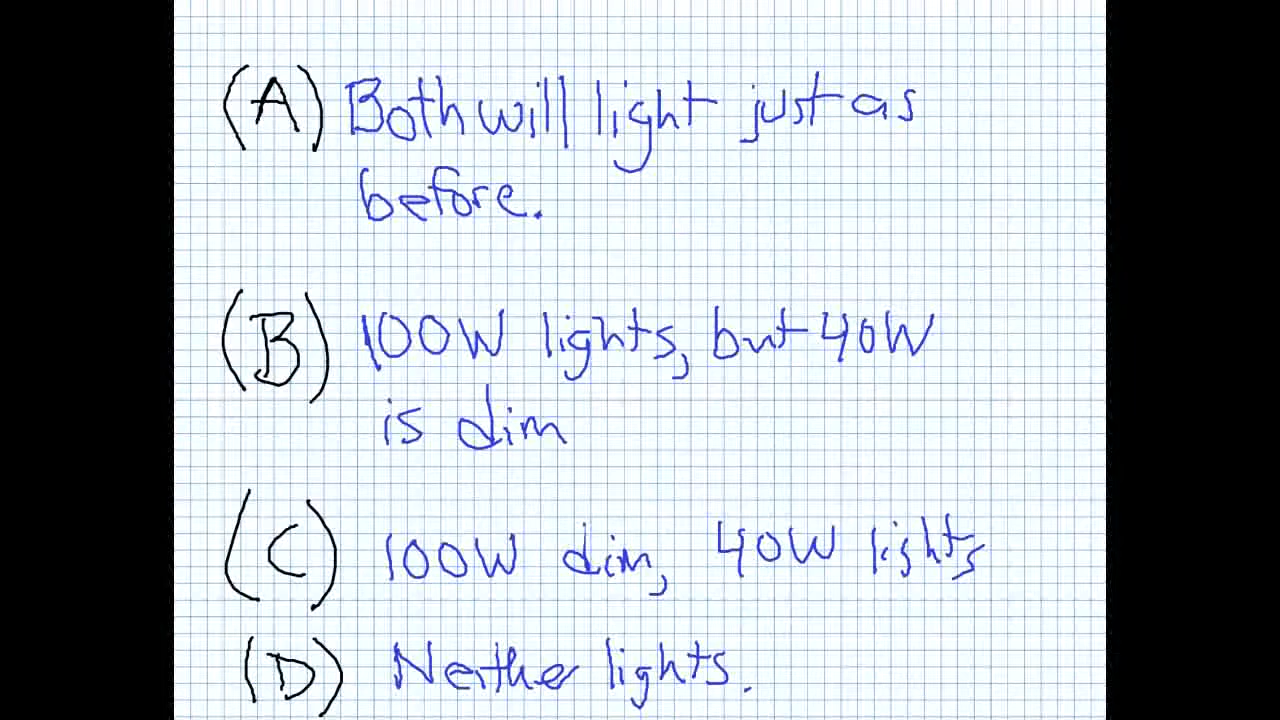 (A) Both will light just as
before.
(B) 100W lights, but 40W
is dim
(C) 100W dim, 40W lights
(D) Neither lights.